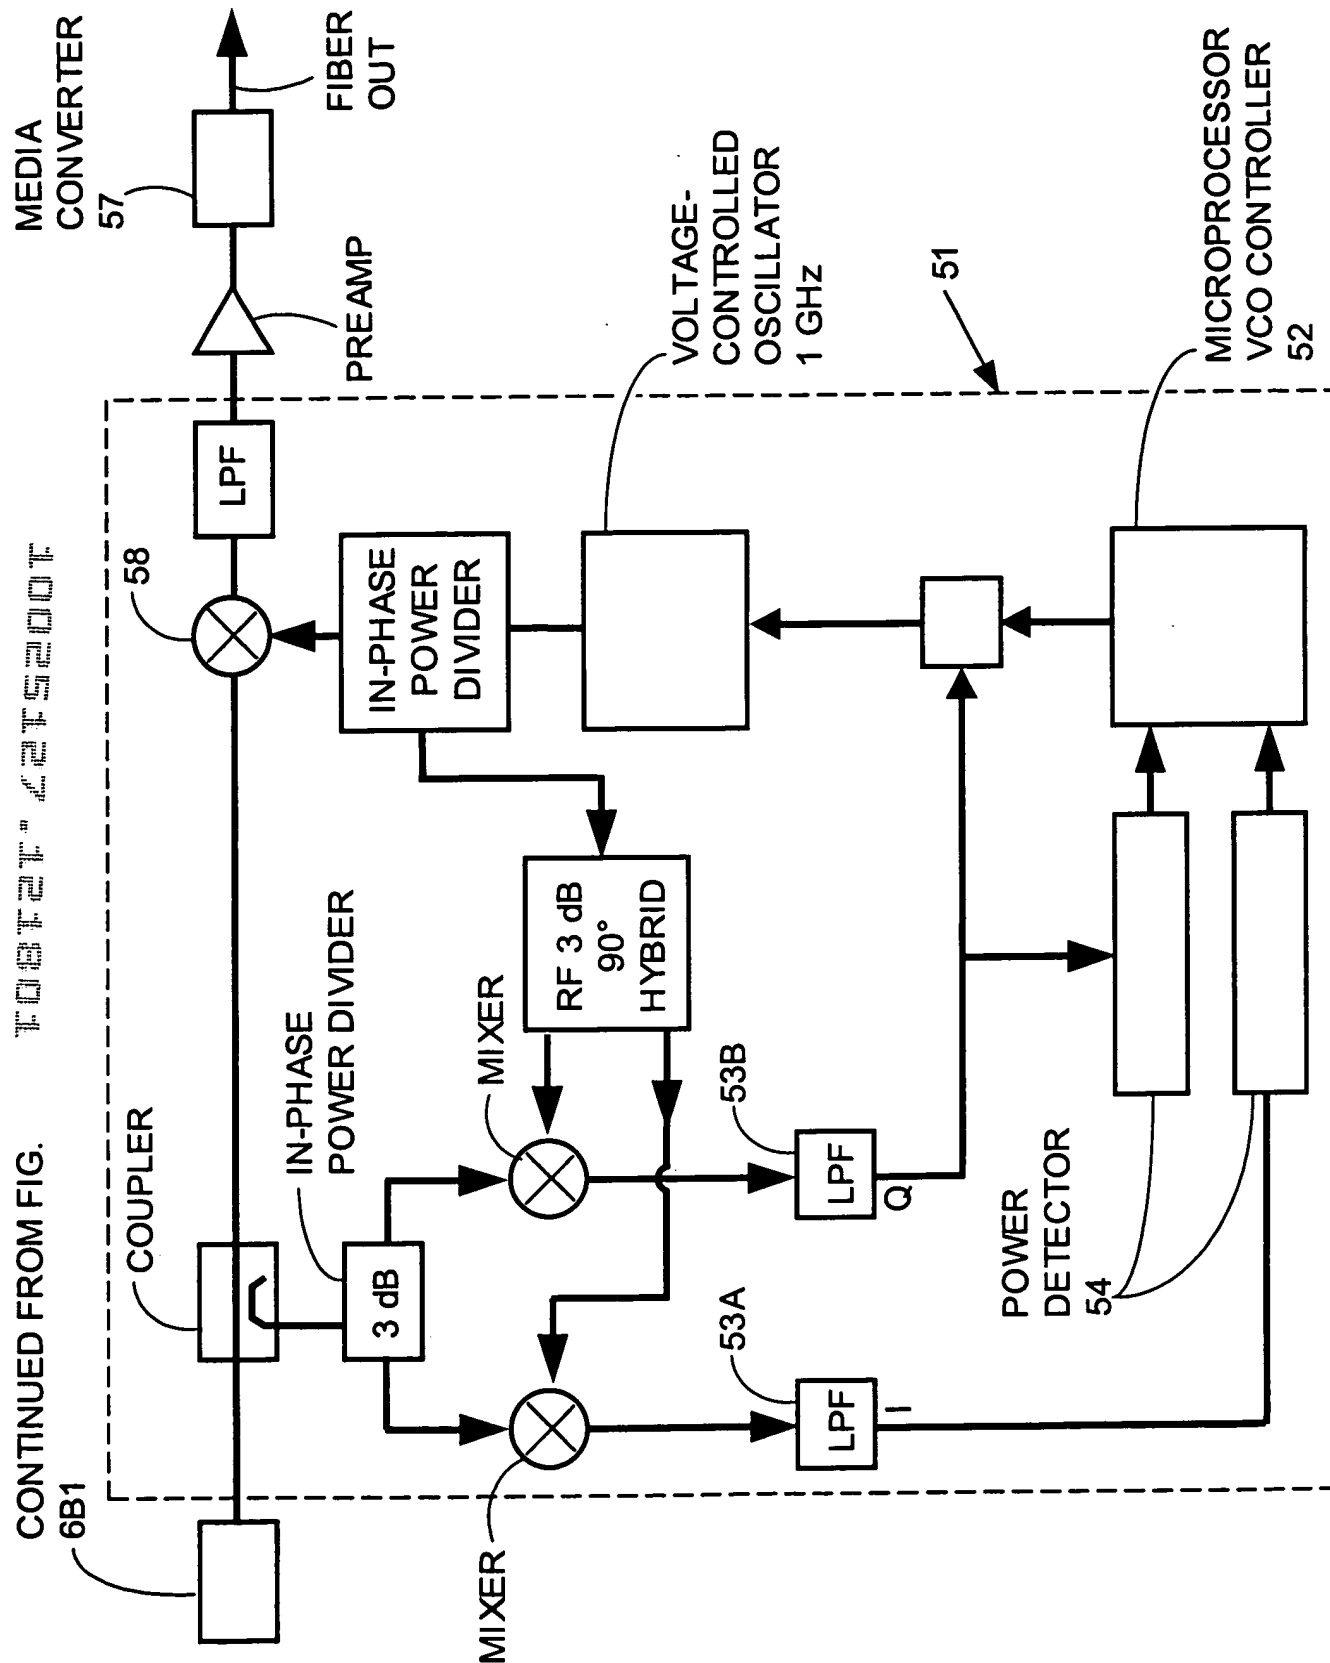 CONTINUED FROM FIG.
6B1
10025127.121801
MEDIA
CONVERTER
57
FIBER
OUT
PREAMP
LPF
58
COUPLER
IN-PHASE
POWER DIVIDER
3 dB
IN-PHASE
POWER
DIVIDER
VOLTAGE-
CONTROLLED
OSCILLATOR
1 GHz
MIXER
MIXER
RF 3 dB
90°
HYBRID
51
53A
LPF
I
53B
LPF
Q
POWER
DETECTOR
54
MICROPROCESSOR
VCO CONTROLLER
52